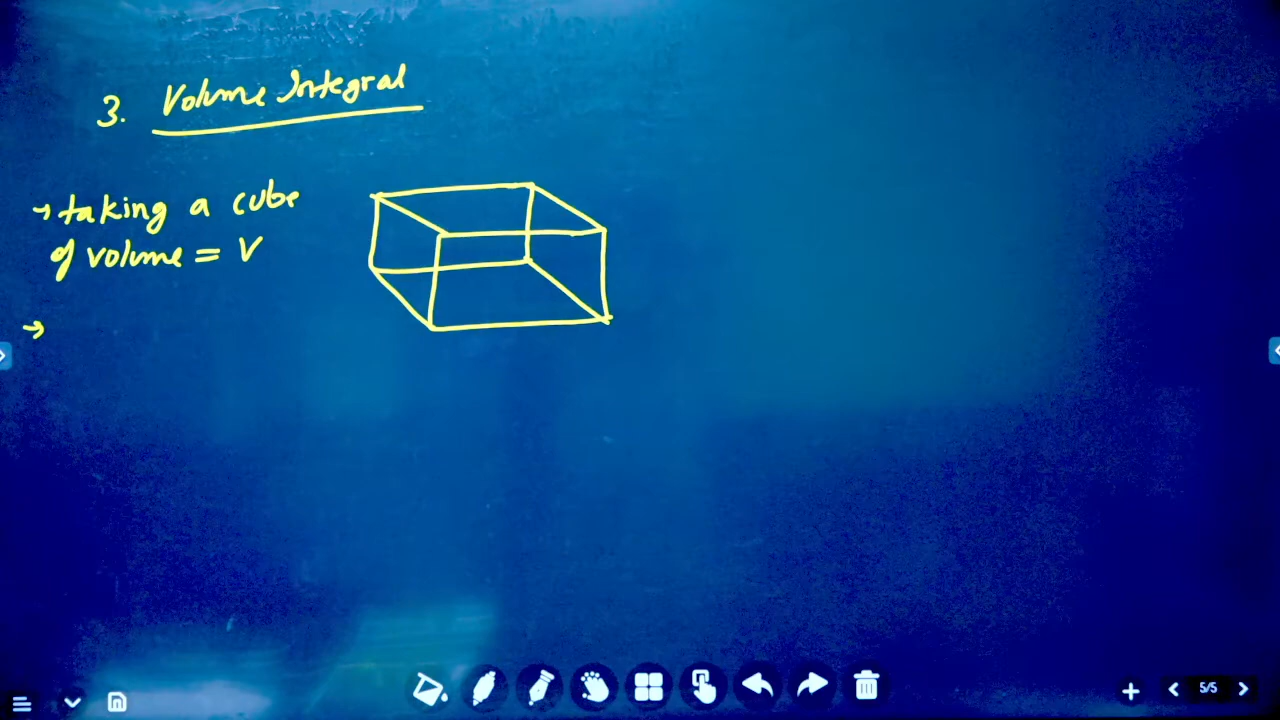 3. Volume Integral
→ taking a cube
of volume = V
→
5/5